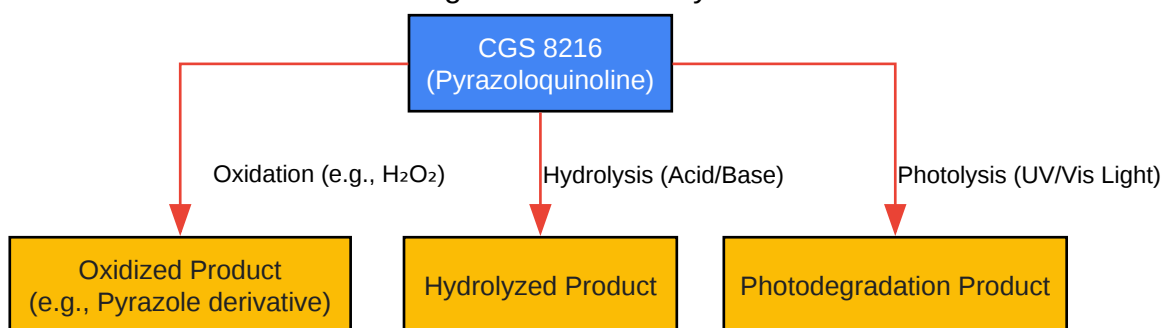 CGS 8216
(Pyrazoloquinoline)
Oxidation (e.g., H₂O₂)
Hydrolysis (Acid/Base)
Photolysis (UV/Vis Light)
Oxidized Product
(e.g., Pyrazole derivative)
Hydrolyzed Product
Photodegradation Product